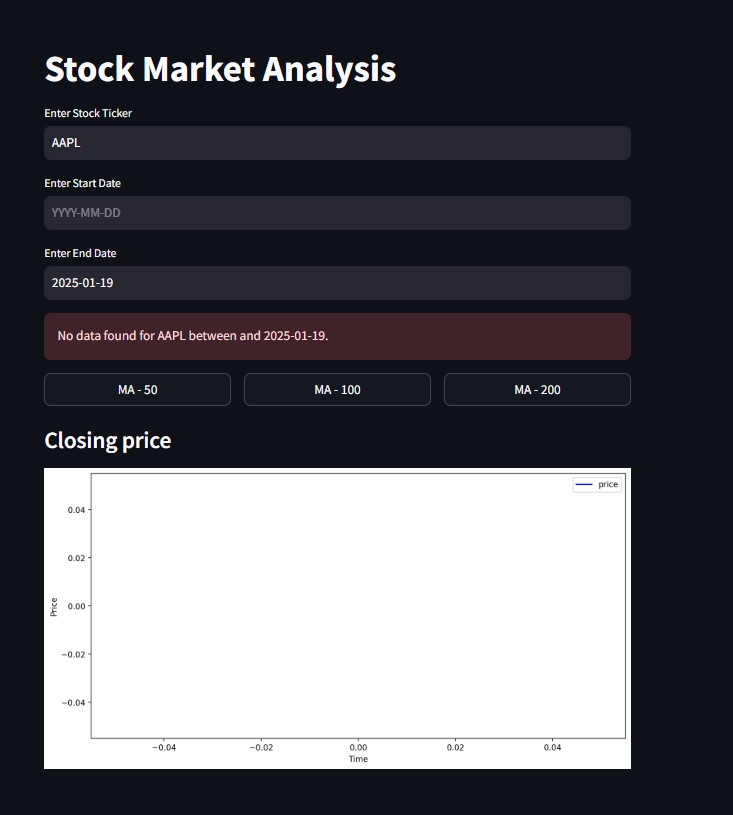 Stock Market Analysis
Enter Stock Ticker
AAPL
Enter Start Date
YYYY-MM-DD
Enter End Date
2025-01-19
No data found for AAPL between and 2025-01-19.
MA - 50 MA - 100 MA - 200
Closing price
price
0.04
0.02
0.00
−0.02
−0.04
Price
−0.04 −0.02 0.00 0.02 0.04
Time